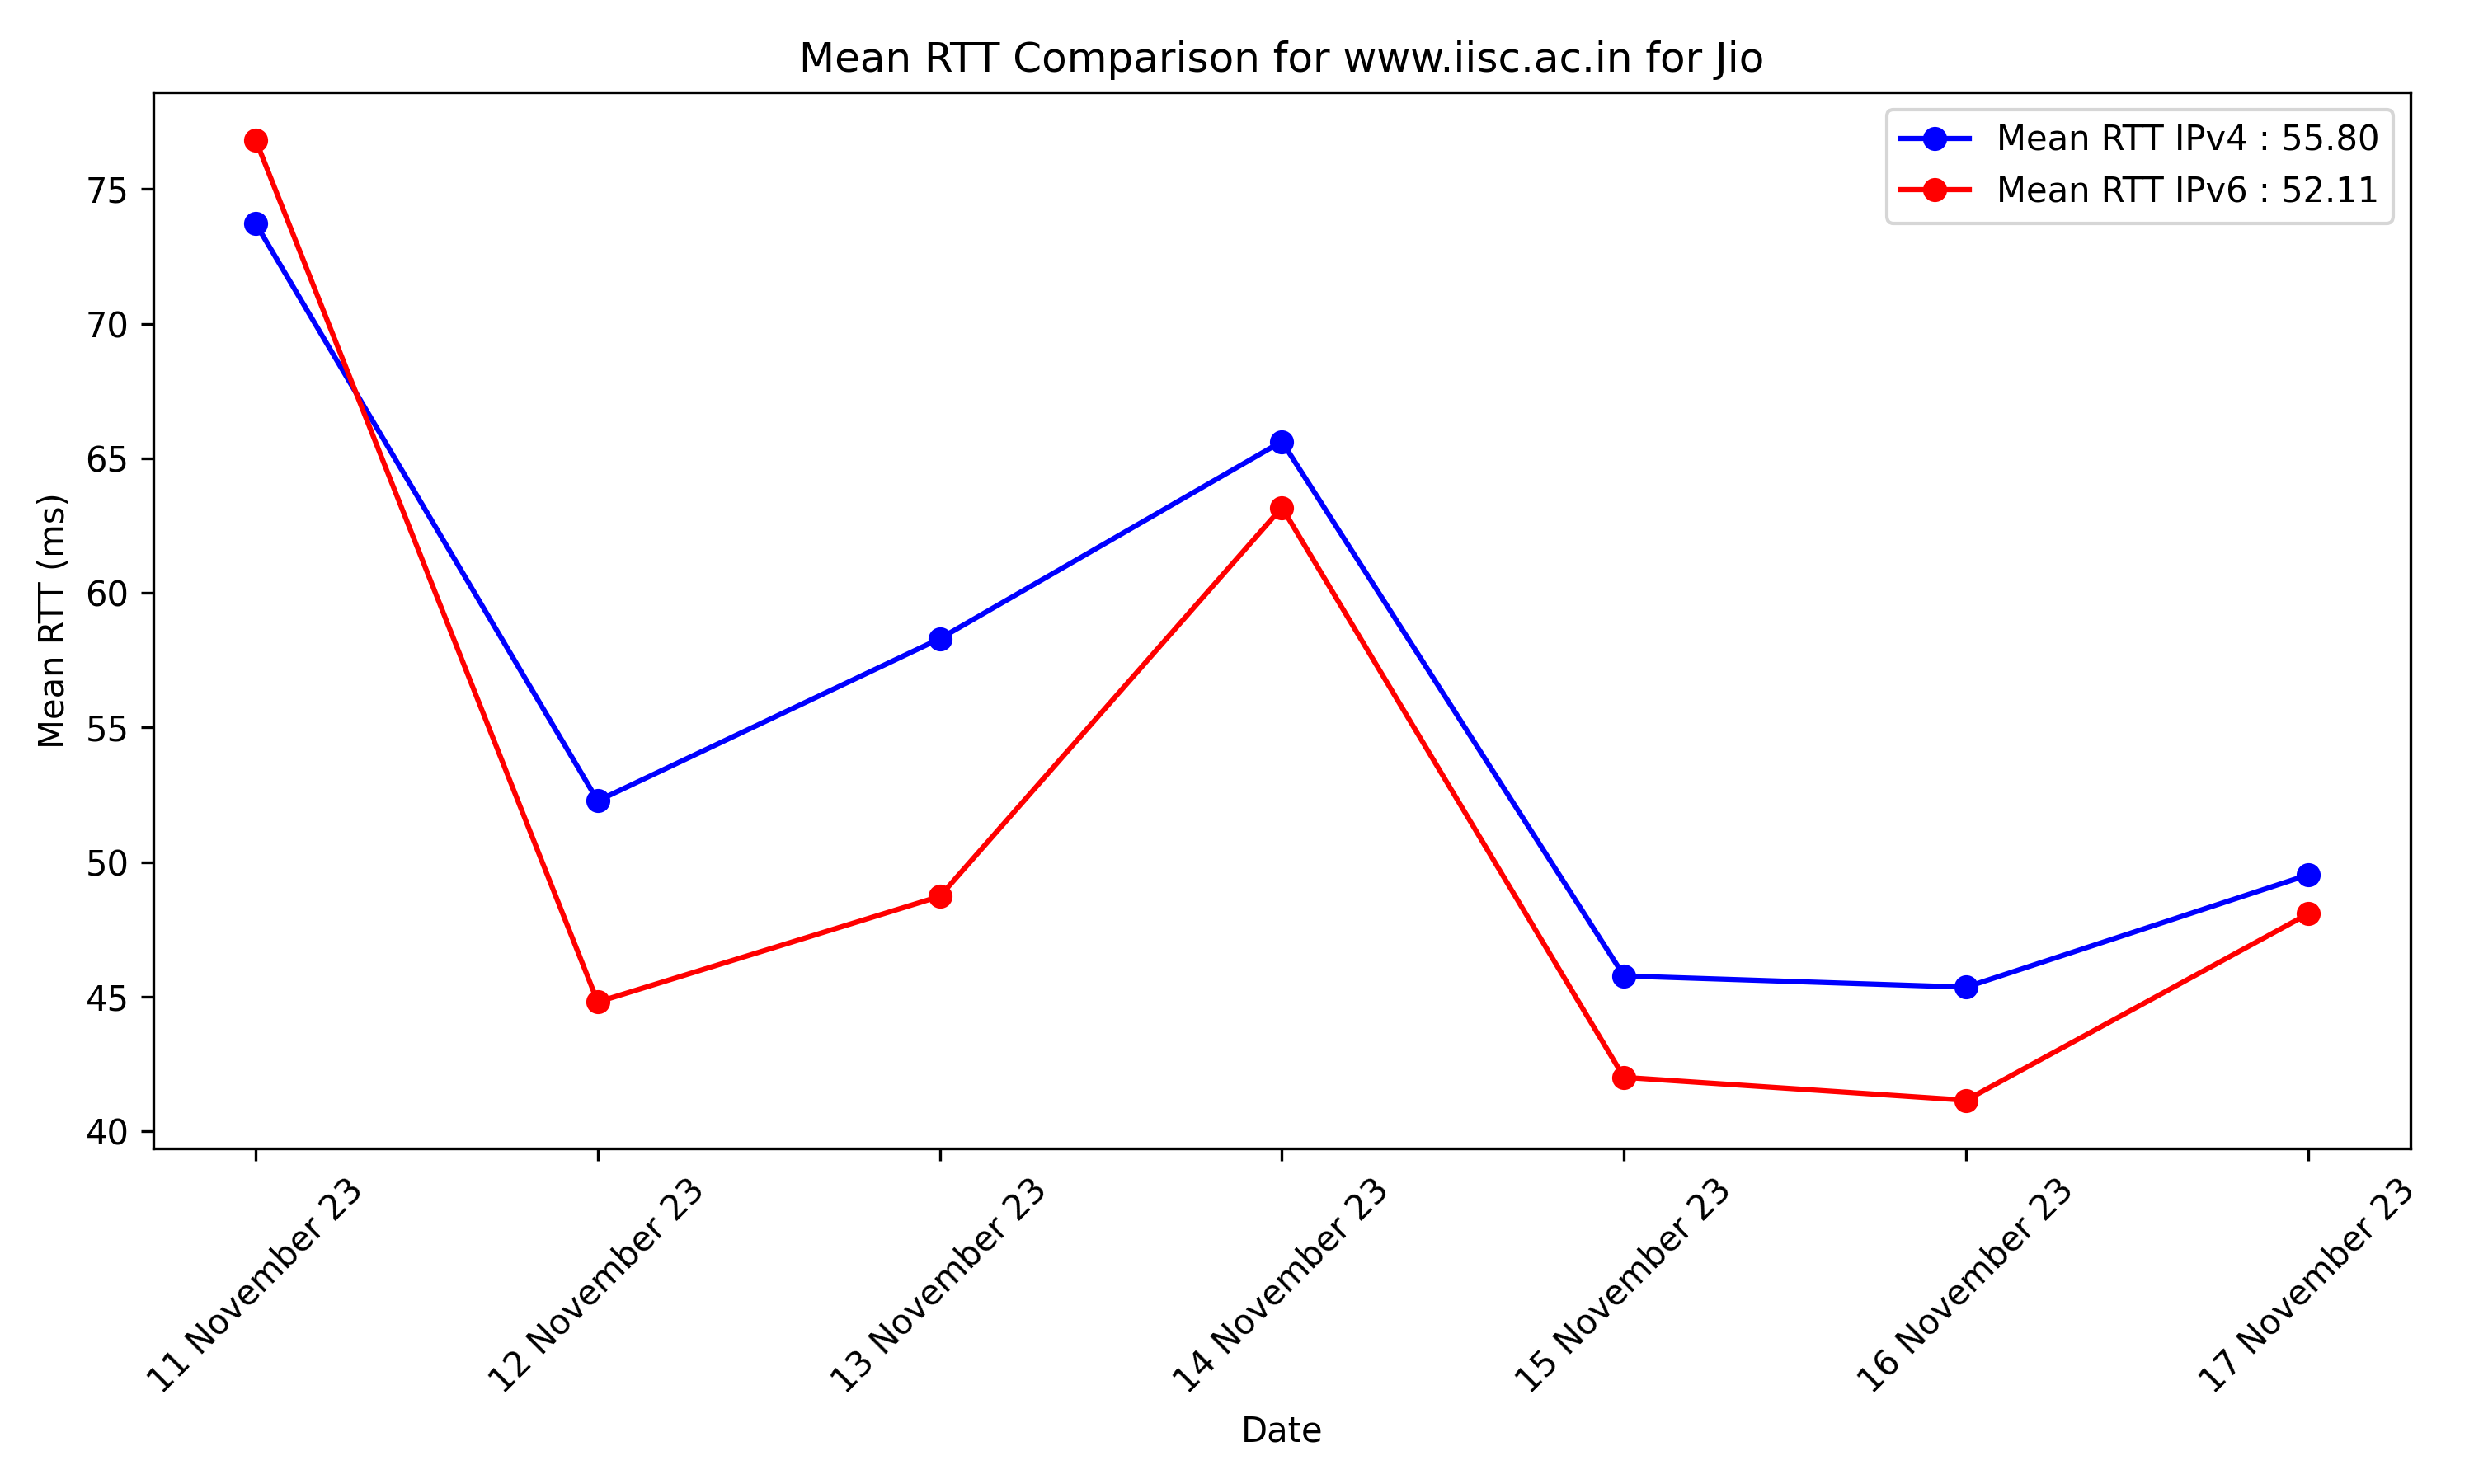 Mean RTT Comparison for www.iisc.ac.in for Jio
Mean RTT IPv4 : 55.80
Mean RTT IPv6 : 52.11
Mean RTT (ms)
75
70
65
60
55
50
45
40
11 November 23
12 November 23
13 November 23
14 November 23
15 November 23
16 November 23
17 November 23
Date